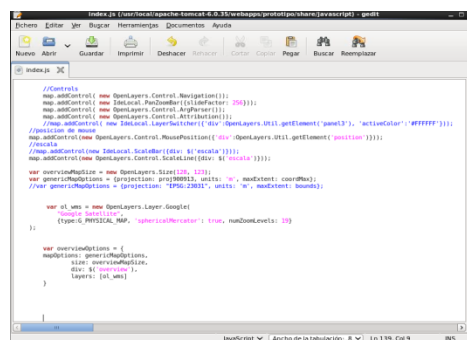 index.js (/usr/local/apache-tomcat-6.0.35/webapps/prototipo/share/javascript) - gedit
Fichero Editar Ver Buscar Herramientas Documentos Ayuda
Nuevo Abrir Guardar Imprimir Deshacer Rehacer Cortar Copiar Pegar Buscar Reemplazar
index.js
//Controls
map.addControl( new OpenLayers.Control.Navigation());
map.addControl( new IdeLocal.PanZoomBar({slideFactor: 256}));
map.addControl( new OpenLayers.Control.ArgParser());
map.addControl( new OpenLayers.Control.Attribution());
//map.addControl( new IdeLocal.LayerSwitcher({'div':OpenLayers.Util.getElement('panel3'), 'activeColor':'#FFFFFF'}));
//posicion de mouse
map.addControl(new OpenLayers.Control.MousePosition({'div':OpenLayers.Util.getElement('position')}));
//escala
//map.addControl(new IdeLocal.ScaleBar({div: $('escala')}));
map.addControl(new OpenLayers.Control.ScaleLine({div: $('escala')}));
var overviewMapSize = new OpenLayers.Size(120, 123);
var genericMapOptions = {projection: proj900913, units: 'm', maxExtent: coordMax};
//var genericMapOptions = {projection: "EPSG:23031", units: 'm', maxExtent: bounds};
var ol_wms = new OpenLayers.Layer.Google(
"Google Satellite",
{type:G_PHYSICAL_MAP, 'sphericalMercator': true, numZoomLevels: 19}
);
var overviewOptions = {
mapOptions: genericMapOptions,
size: overviewMapSize,
div: $('overview'),
layers: [ol_wms]
}
JavaScript Ancho de la tabulación: 8 Ln 139, Col 9 INS